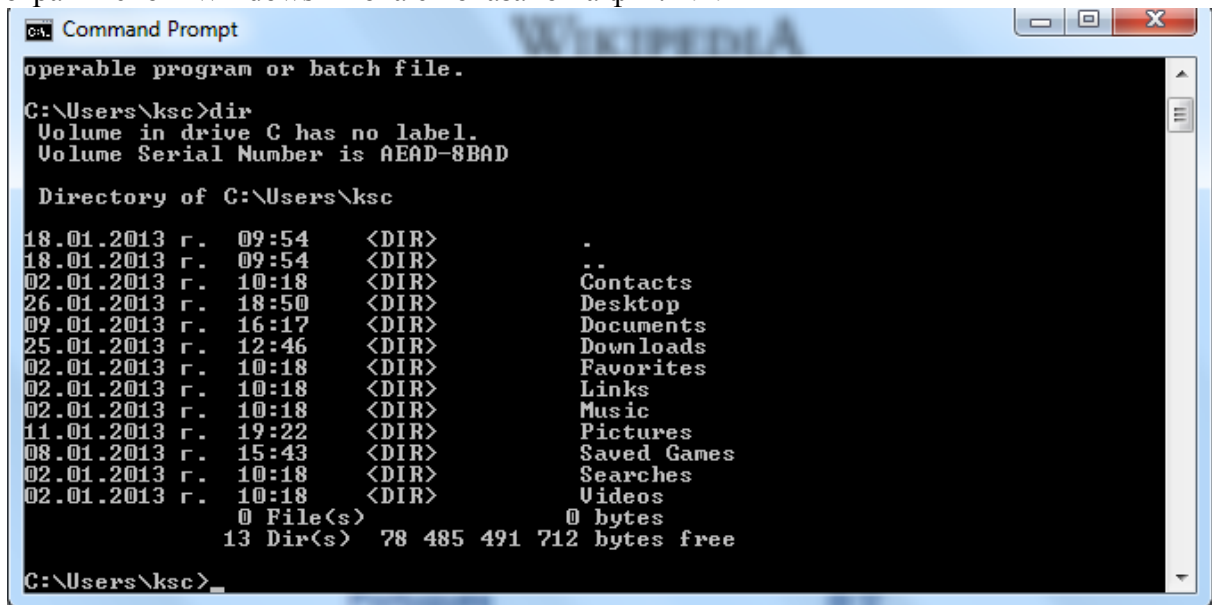 Command Prompt
WIKIPEDIA
operable program or batch file.
C:\Users\ksc>dir
Volume in drive C has no label.
Volume Serial Number is AEAD-8BAD
Directory of C:\Users\ksc
18.01.2013 г. 09:54 <DIR> .
18.01.2013 г. 09:54 <DIR> ..
02.01.2013 г. 10:18 <DIR> Contacts
26.01.2013 г. 18:50 <DIR> Desktop
09.01.2013 г. 16:17 <DIR> Documents
25.01.2013 г. 12:46 <DIR> Downloads
02.01.2013 г. 10:18 <DIR> Favorites
02.01.2013 г. 10:18 <DIR> Links
02.01.2013 г. 10:18 <DIR> Music
11.01.2013 г. 19:22 <DIR> Pictures
08.01.2013 г. 15:43 <DIR> Saved Games
02.01.2013 г. 10:18 <DIR> Searches
02.01.2013 г. 10:18 <DIR> Videos
0 File(s) 0 bytes
13 Dir(s) 78 485 491 712 bytes free
C:\Users\ksc>_